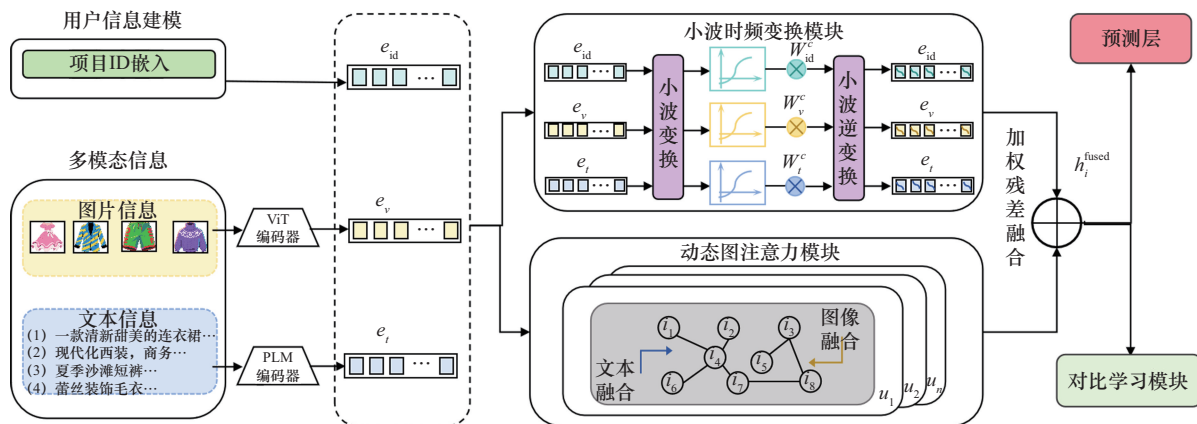 用户信息建模
项目ID嵌入
多模态信息
图片信息
文本信息
(1) 一款清新甜美的连衣裙…
(2) 现代化西装，商务…
(3) 夏季沙滩短裤…
(4) 蕾丝装饰毛衣…
ViT
编码器
PLM
编码器
e_id
e_v
e_t
小波时频变换模块
e_id
e_v
e_t
小波变换
W_id^c
W_v^c
W_t^c
小波逆变换
e_id
e_v
e_t
动态图注意力模块
文本
融合
i_1
i_2
i_3
i_4
i_5
i_6
i_7
i_8
图像
融合
u_1
u_2
u_n
加权残差融合
h_i^fused
预测层
对比学习模块